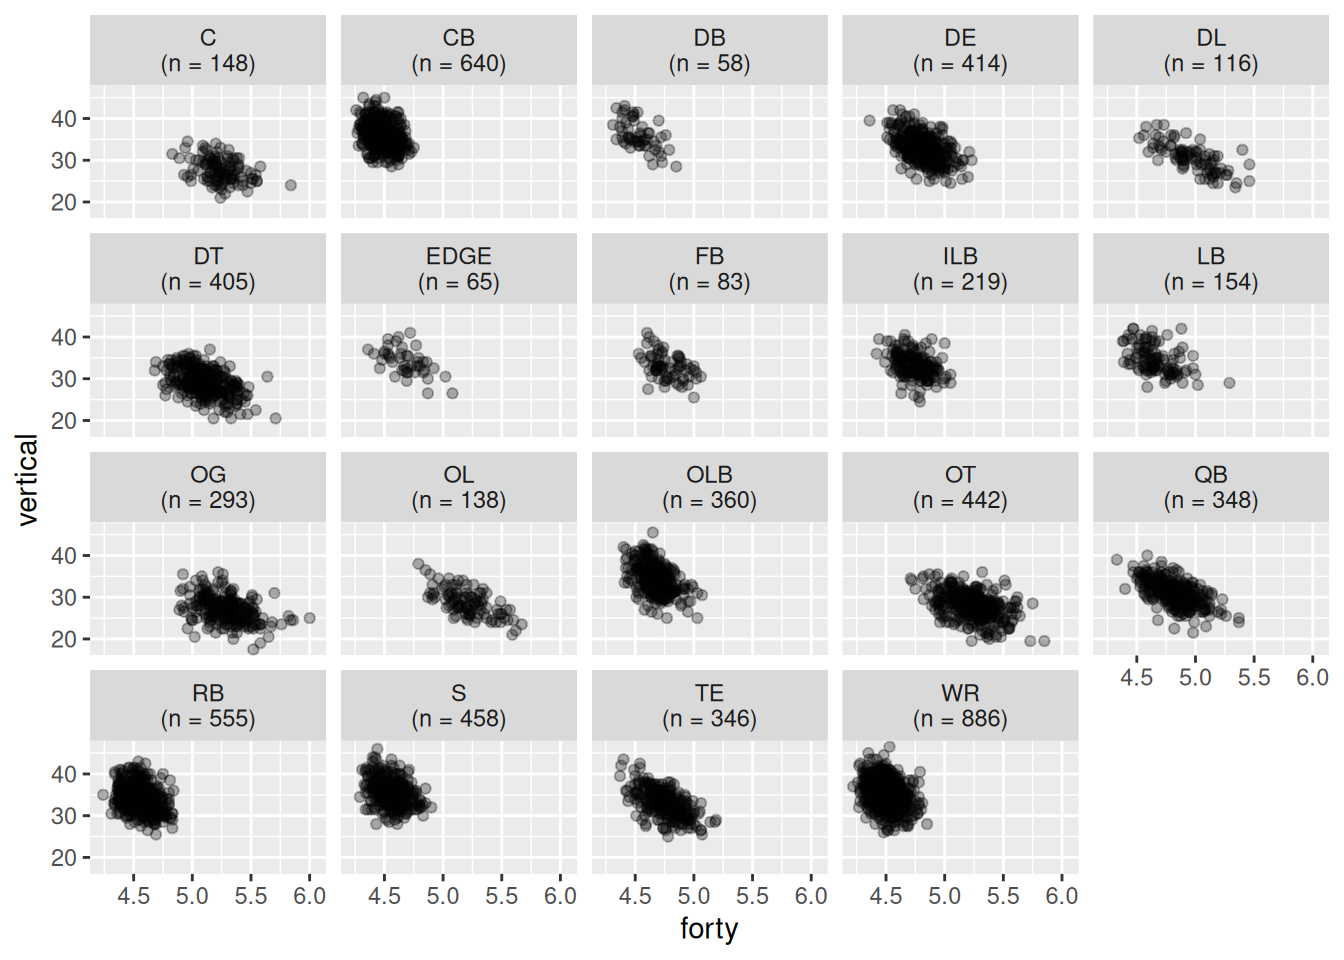 C
(n = 148)
CB
(n = 640)
DB
(n = 58)
DE
(n = 414)
DL
(n = 116)
40
30
20
DT
(n = 405)
EDGE
(n = 65)
FB
(n = 83)
ILB
(n = 219)
LB
(n = 154)
40
30
20
vertical
OG
(n = 293)
OL
(n = 138)
OLB
(n = 360)
OT
(n = 442)
QB
(n = 348)
40
30
20
4.5 5.0 5.5 6.0
RB
(n = 555)
S
(n = 458)
TE
(n = 346)
WR
(n = 886)
40
30
20
4.5 5.0 5.5 6.0
4.5 5.0 5.5 6.0
4.5 5.0 5.5 6.0
4.5 5.0 5.5 6.0
forty